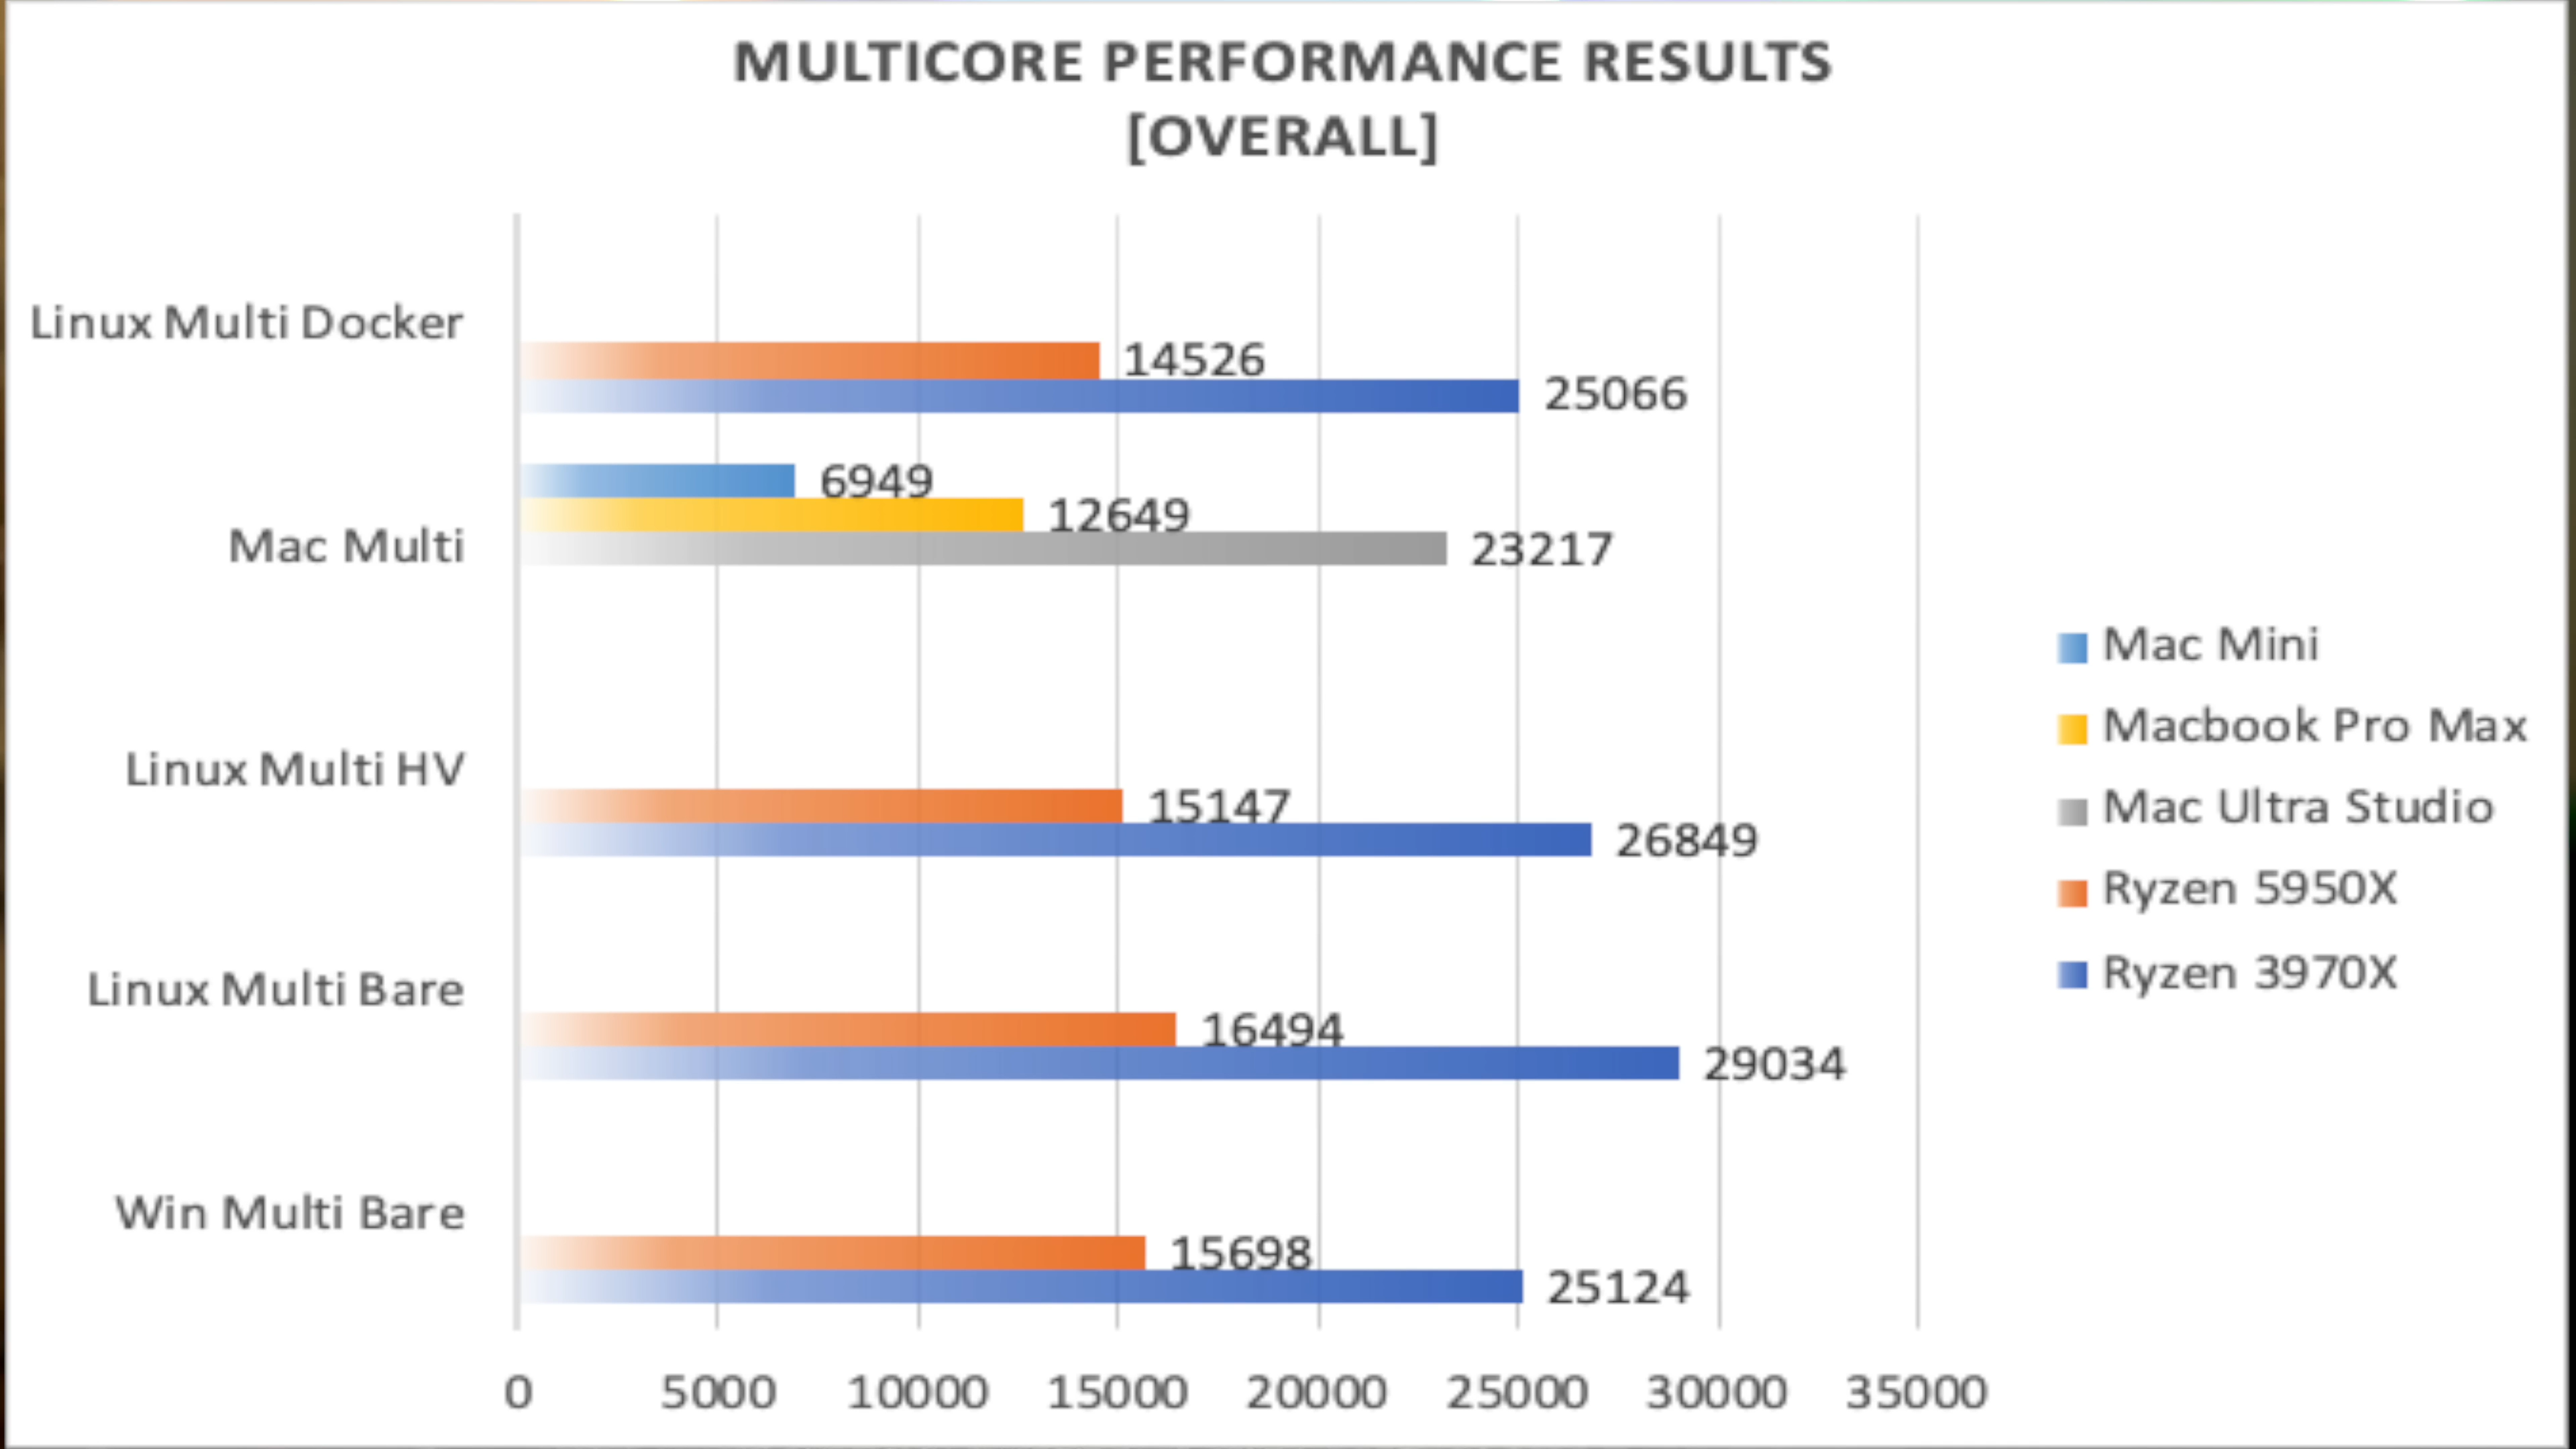 MULTICORE PERFORMANCE RESULTS
[OVERALL]
Linux Multi Docker
14526
25066
Mac Multi
6949
12649
23217
Linux Multi HV
15147
26849
Linux Multi Bare
16494
29034
Win Multi Bare
15698
25124
0 5000 10000 15000 20000 25000 30000 35000
Mac Mini
Macbook Pro Max
Mac Ultra Studio
Ryzen 5950X
Ryzen 3970X